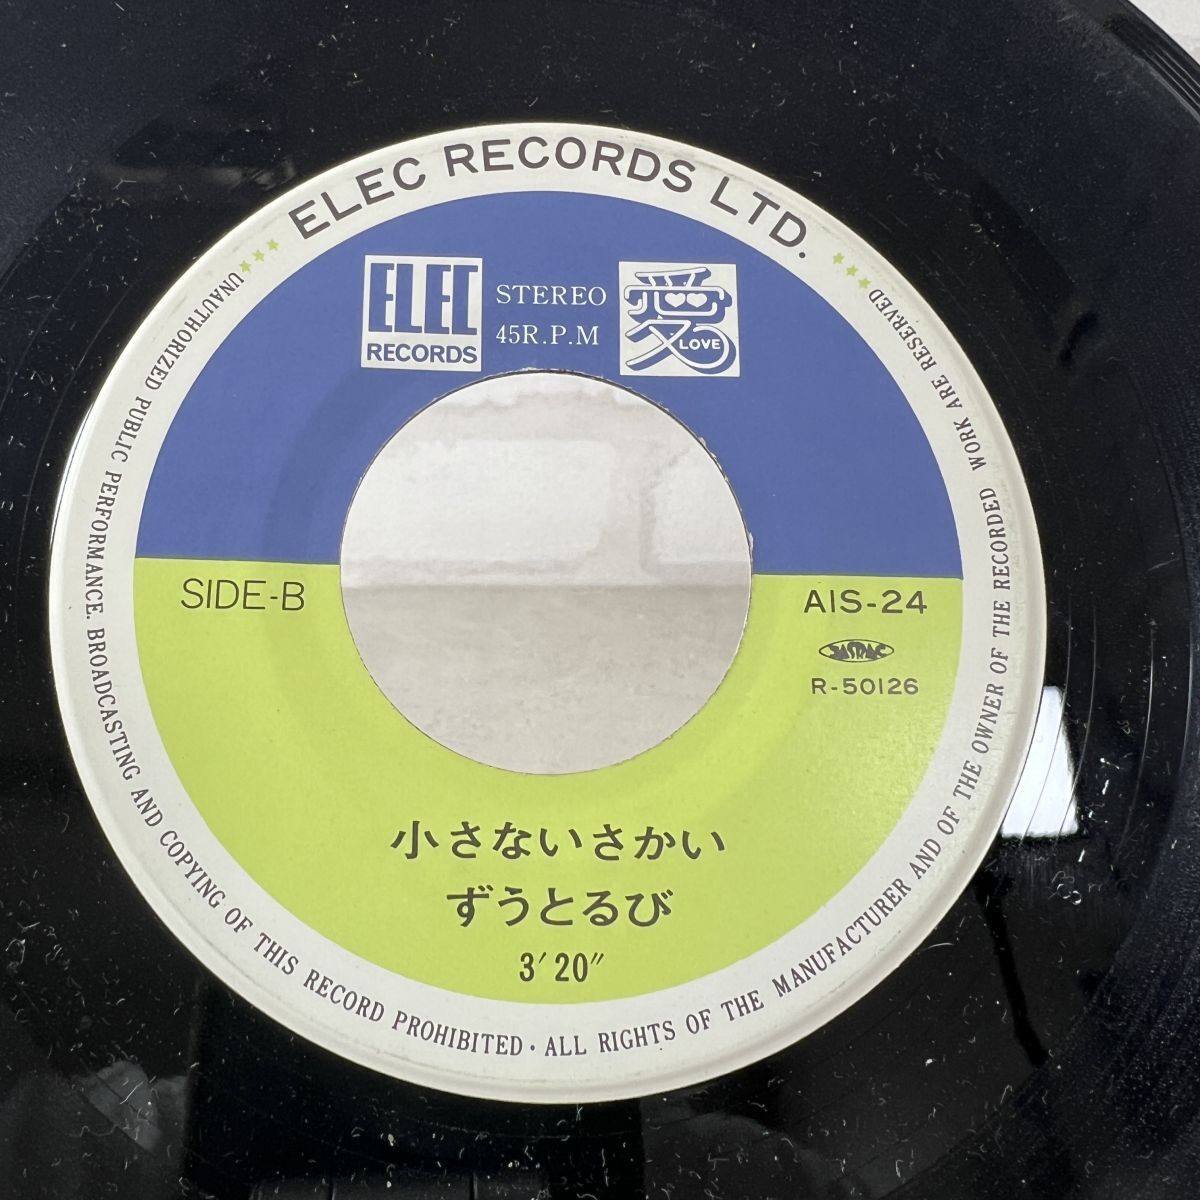 ELEC RECORDS LTD.
ELEC
RECORDS
STEREO
45R.P.M
愛
LOVE
SIDE-B
AIS-24
JASRAC
R-50126
小さないさかい
ずうとるび
3′20″
UNAUTHORIZED PUBLIC PERFORMANCE. BROADCASTING AND COPYING OF THIS RECORD PROHIBITED・ALL RIGHTS OF THE MANUFACTURER AND OF THE OWNER OF THE RECORDED WORK ARE RESERVED